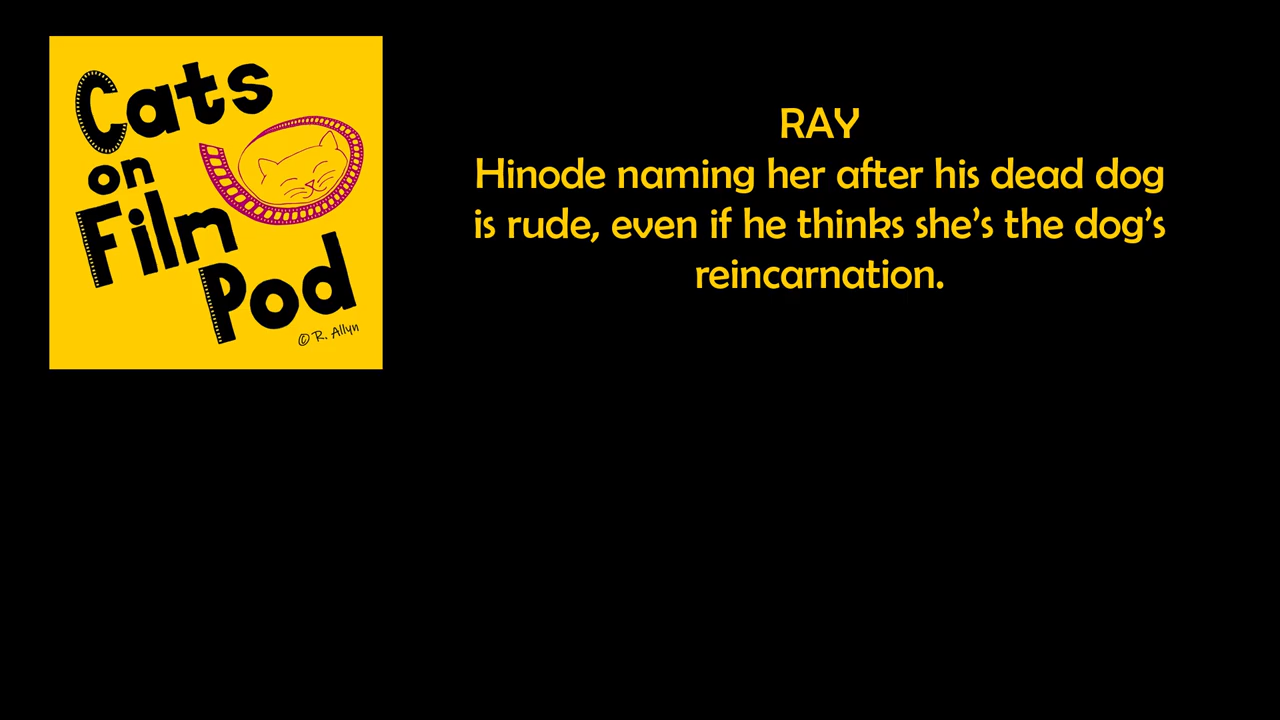 Cats
on
Film
Pod
© R. Allyn
RAY
Hinode naming her after his dead dog
is rude, even if he thinks she’s the dog’s
reincarnation.